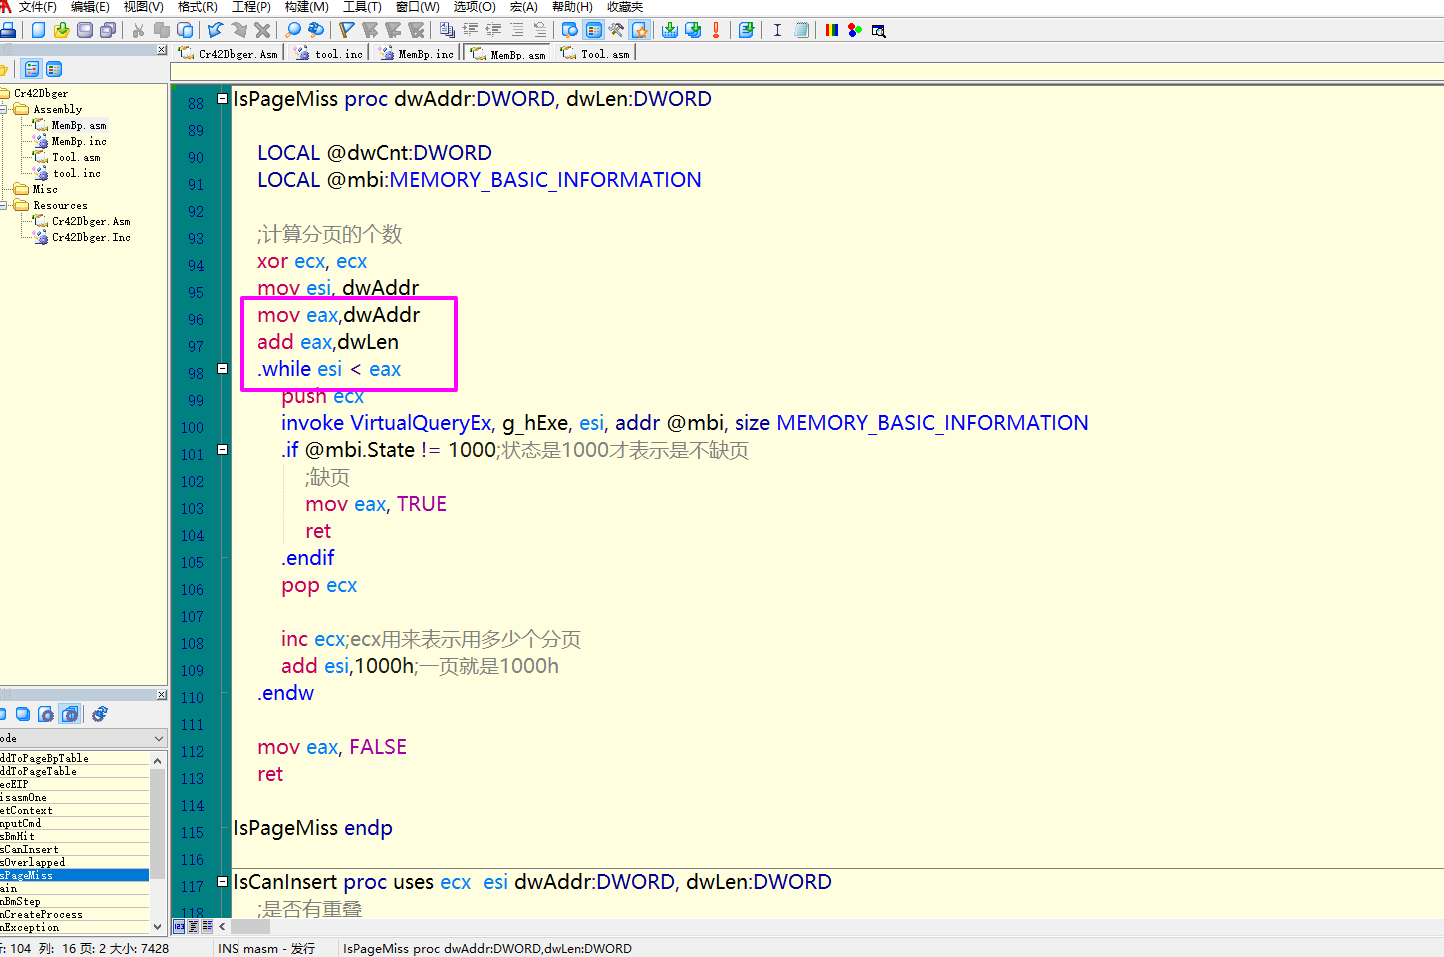 文件(F) 编辑(E) 视图(V) 格式(R) 工程(P) 构建(M) 工具(T) 窗口(W) 选项(O) 宏(A) 帮助(H) 收藏夹
Cr42Dbger.Asm tool.inc MemBp.inc MemBp.asm Tool.asm
Cr42Dbger
Assembly
MemBp.asm
MemBp.inc
Tool.asm
tool.inc
Misc
Resources
Cr42Dbger.Asm
Cr42Dbger.Inc
88 IsPageMiss proc dwAddr:DWORD, dwLen:DWORD
89
90 LOCAL @dwCnt:DWORD
91 LOCAL @mbi:MEMORY_BASIC_INFORMATION
92
93 ;计算分页的个数
94 xor ecx, ecx
95 mov esi, dwAddr
96 mov eax,dwAddr
97 add eax,dwLen
98 .while esi < eax
99 push ecx
100 invoke VirtualQueryEx, g_hExe, esi, addr @mbi, size MEMORY_BASIC_INFORMATION
101 .if @mbi.State != 1000;状态是1000才表示是不缺页
102 ;缺页
103 mov eax, TRUE
104 ret
105 .endif
106 pop ecx
107
108 inc ecx;ecx用来表示用多少个分页
109 add esi,1000h;一页就是1000h
110 .endw
111
112 mov eax, FALSE
113 ret
114
115 IsPageMiss endp
116
117 IsCanInsert proc uses ecx esi dwAddr:DWORD, dwLen:DWORD
118 ;是否有重叠
ode
ddToPageBpTable
ddToPageTable
ecEIP
isasmOne
etContext
nputCmd
sBmHit
sCanInsert
sOverlapped
sPageMiss
ain
nBmStep
nCreateProcess
nException
行: 104 列: 16 页: 2 大小: 7428 INS masm - 发行 IsPageMiss proc dwAddr:DWORD,dwLen:DWORD